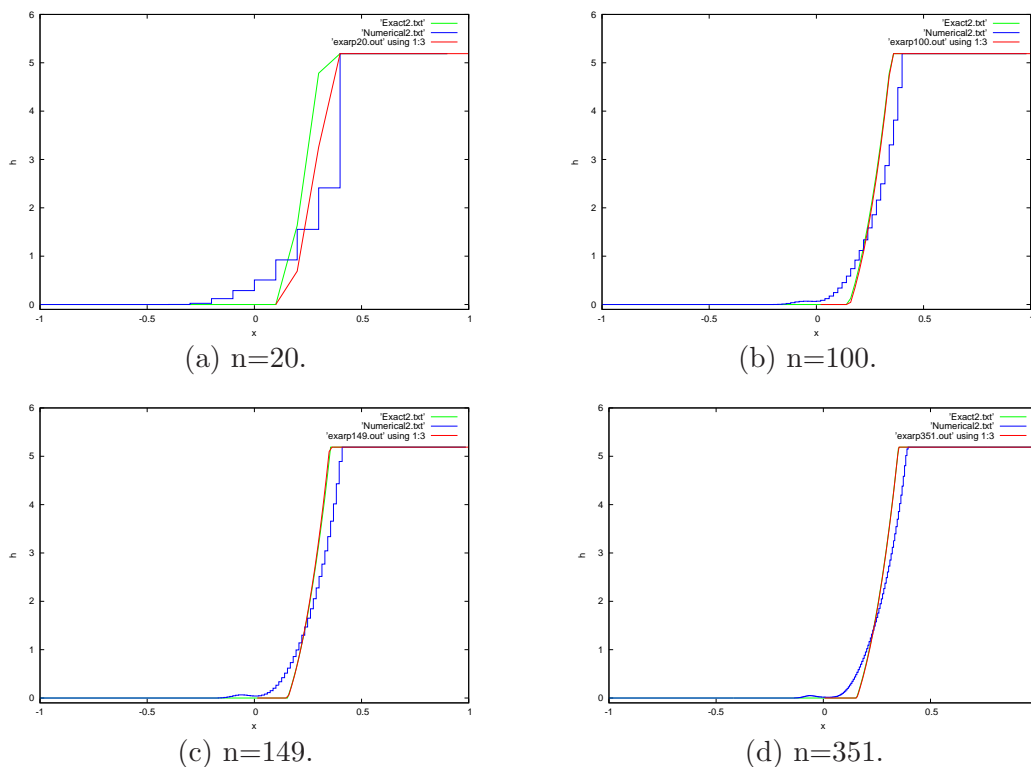 'Exact2.txt'
'Numerical2.txt'
'exarp20.out' using 1:3
6
5
4
3
2
1
0
h
-1
-0.5
0
0.5
1
x
(a) n=20.
'Exact2.txt'
'Numerical2.txt'
'exarp100.out' using 1:3
6
5
4
3
2
1
0
h
-1
-0.5
0
0.5
1
x
(b) n=100.
'Exact2.txt'
'Numerical2.txt'
'exarp149.out' using 1:3
6
5
4
3
2
1
0
h
-1
-0.5
0
0.5
1
x
(c) n=149.
'Exact2.txt'
'Numerical2.txt'
'exarp351.out' using 1:3
6
5
4
3
2
1
0
h
-1
-0.5
0
0.5
x
(d) n=351.